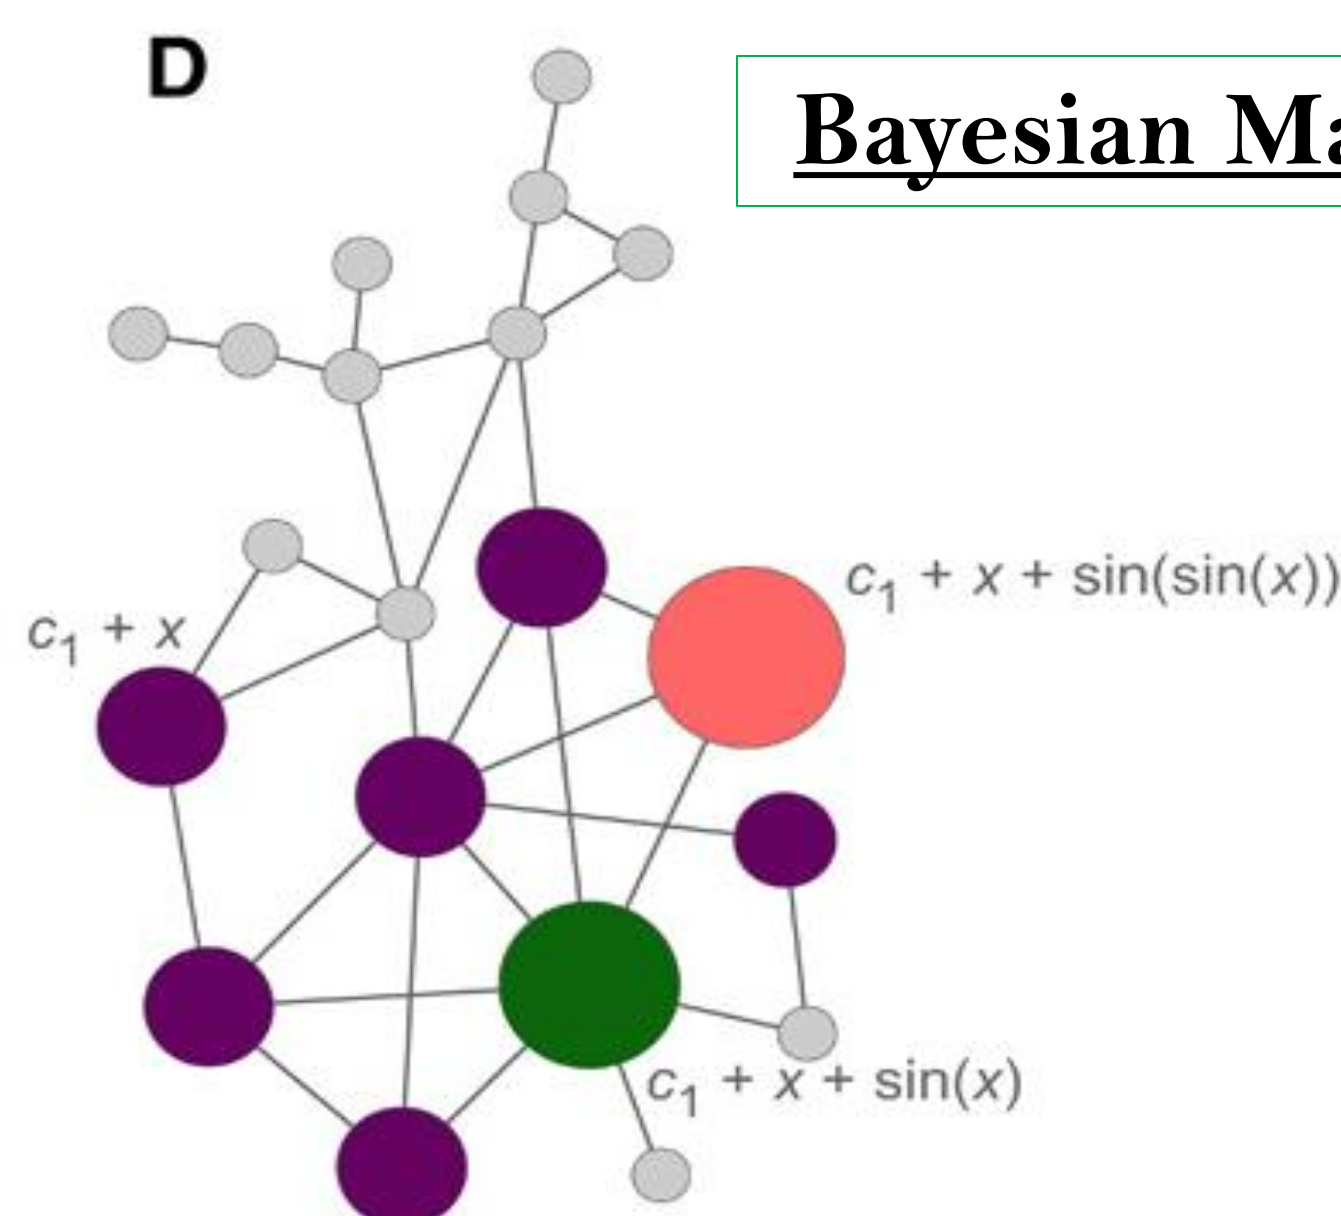 D
Bayesian Ma
c₁ + x + sin(sin(x))
c₁ + x
c₁ + x + sin(x)